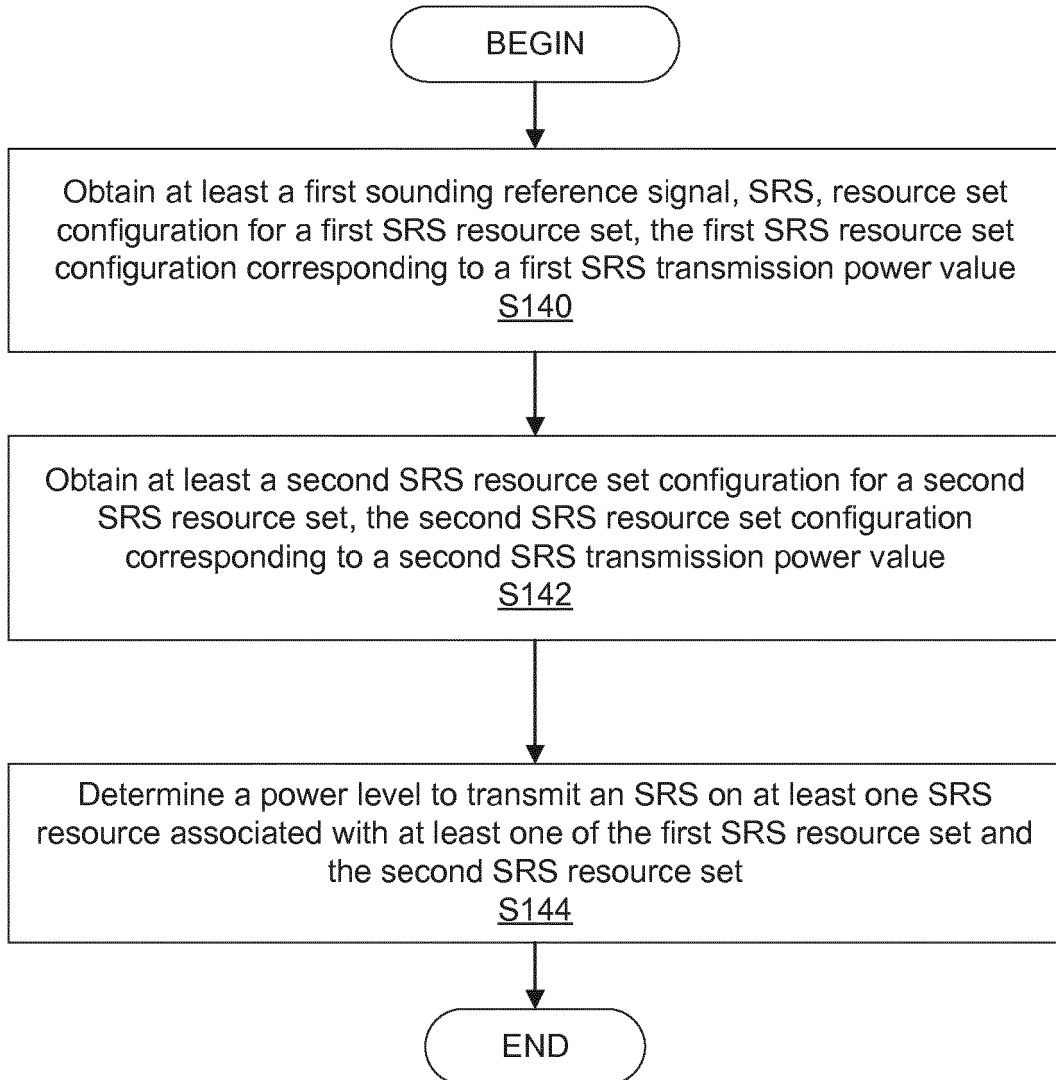 BEGIN
Obtain at least a first sounding reference signal, SRS, resource set
configuration for a first SRS resource set, the first SRS resource set
configuration corresponding to a first SRS transmission power value
S140
Obtain at least a second SRS resource set configuration for a second
SRS resource set, the second SRS resource set configuration
corresponding to a second SRS transmission power value
S142
Determine a power level to transmit an SRS on at least one SRS
resource associated with at least one of the first SRS resource set and
the second SRS resource set
S144
END